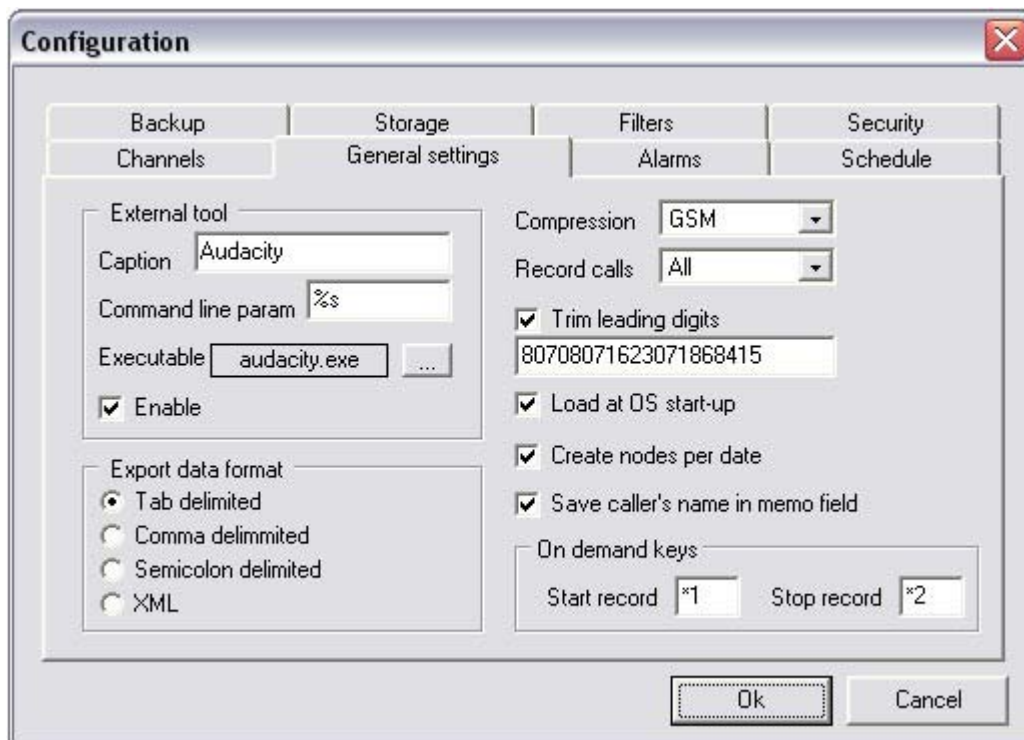 Configuration
Backup Storage Filters Security
Channels General settings Alarms Schedule
External tool
Caption Audacity
Command line param %s
Executable audacity.exe ...
Enable
Export data format
Tab delimited
Comma delimmited
Semicolon delimited
XML
Compression GSM
Record calls All
Trim leading digits
80708071623071868415
Load at OS start-up
Create nodes per date
Save caller's name in memo field
On demand keys
Start record *1 Stop record *2
Ok Cancel